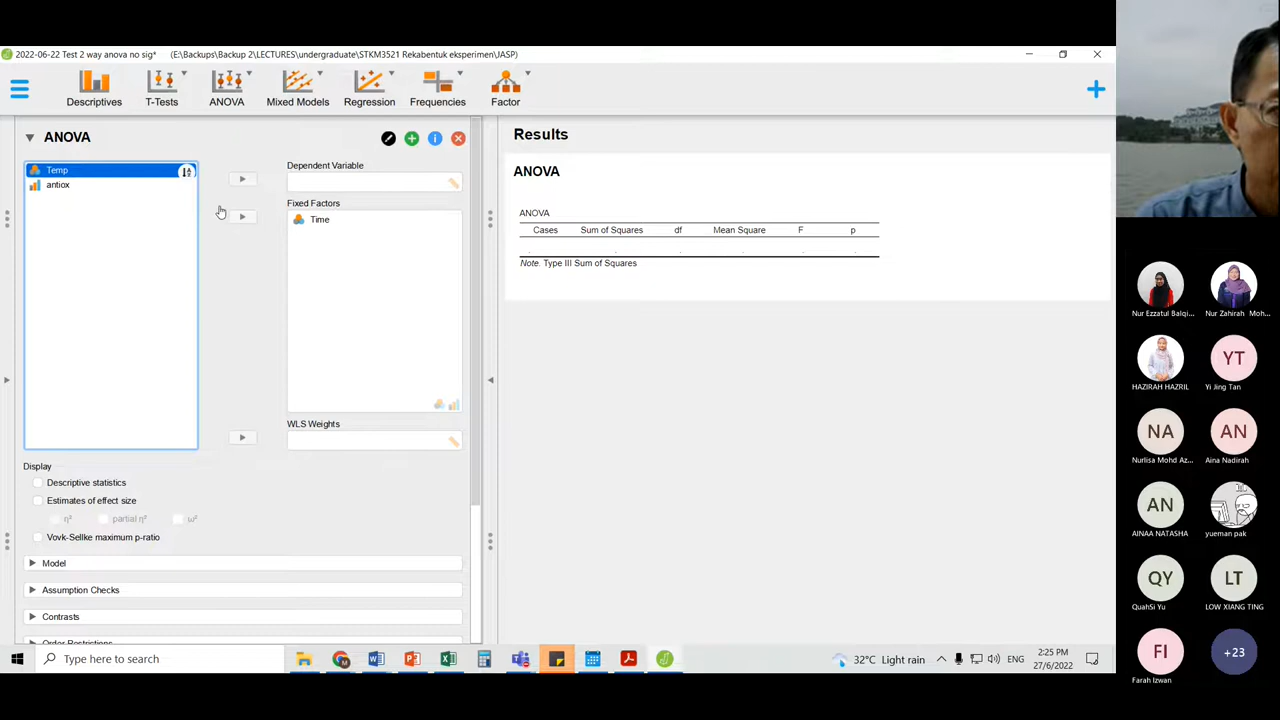 2022-06-22 Test 2 way anova no sig* (E:\Backups\Backup 2\LECTURES\undergraduate\STKM3521 Rekabentuk eksperimen\JASP)
Descriptives T-Tests ANOVA Mixed Models Regression Frequencies Factor
ANOVA
Temp
antiox
Dependent Variable
Fixed Factors
Time
WLS Weights
Display
Descriptive statistics
Estimates of effect size
η² partial η² ω²
Vovk-Sellke maximum p-ratio
Model
Assumption Checks
Contrasts
Order Restrictions
Results
ANOVA
ANOVA
Cases Sum of Squares df Mean Square F p
Note. Type III Sum of Squares
Nur Ezzatul Balqi... Nur Zahirah Moh...
YT
HAZIRAH HAZRIL Yi Jing Tan
NA AN
Nurlisa Mohd Az... Aina Nadirah
AN
AINAA NATASHA yueman pak
QY LT
QuahSi Yu LOW XIANG TING
FI +23
Farah Izwan
Type here to search
32°C Light rain
ENG
2:25 PM
27/6/2022